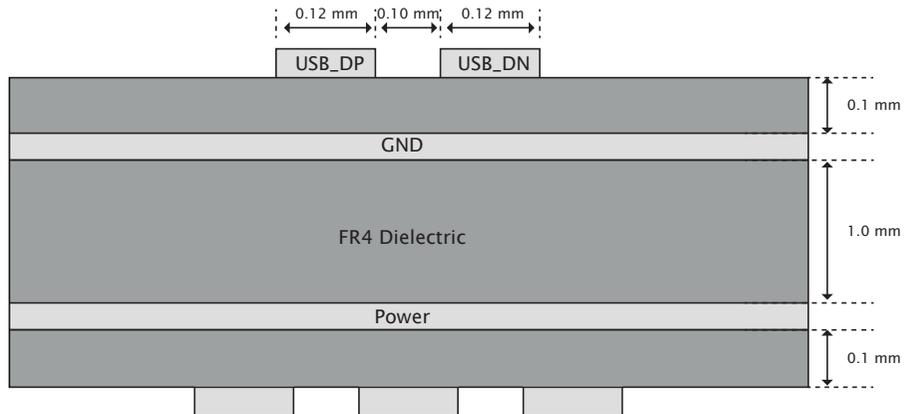 0.12 mm 0.10 mm 0.12 mm
USB_DP USB_DN
0.1 mm
GND
1.0 mm
FR4 Dielectric
Power
0.1 mm